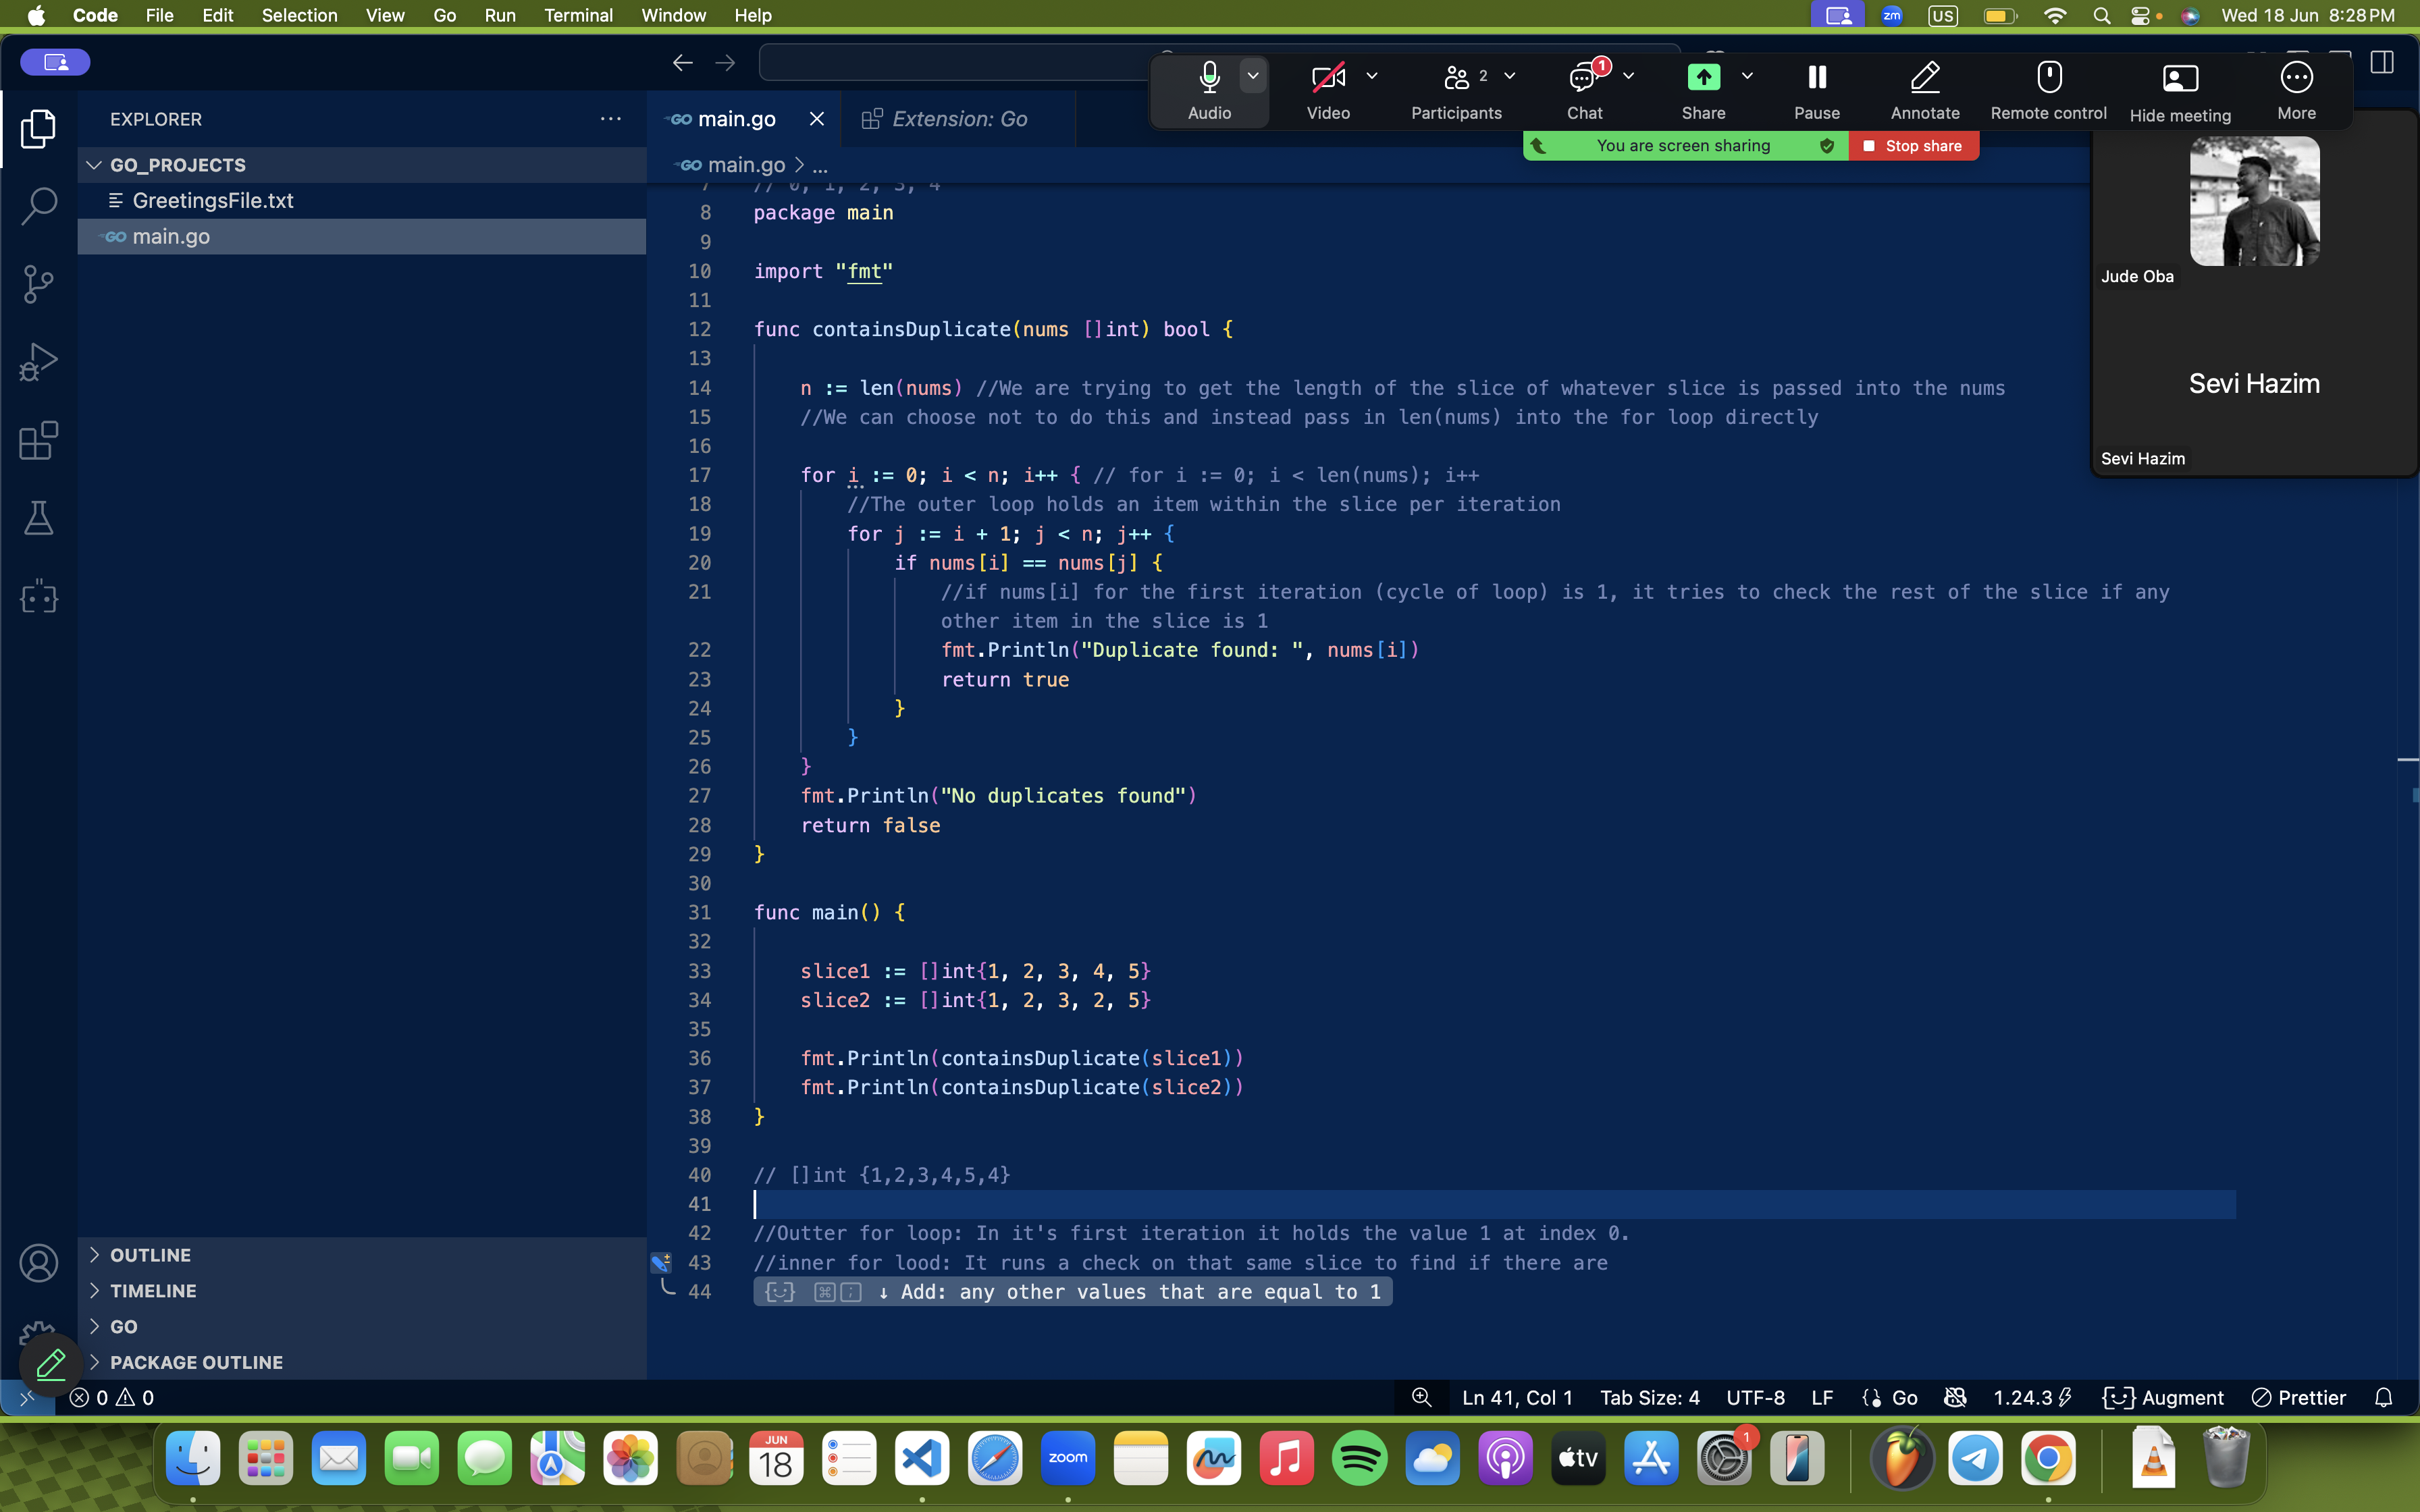 Code File Edit Selection View Go Run Terminal Window Help
zm US Wed 18 Jun 8:28 PM
Audio Video Participants 2 Chat 1 Share Pause Annotate Remote control Hide meeting More
You are screen sharing Stop share
EXPLORER
GO_PROJECTS
GreetingsFile.txt
GO main.go
GO main.go Extension: Go
GO main.go > ...
7 // 0, 1, 2, 3, 4
8 package main
9
10 import "fmt"
11
12 func containsDuplicate(nums []int) bool {
13
14 n := len(nums) //We are trying to get the length of the slice of whatever slice is passed into the nums
15 //We can choose not to do this and instead pass in len(nums) into the for loop directly
16
17 for i := 0; i < n; i++ { // for i := 0; i < len(nums); i++
18 //The outer loop holds an item within the slice per iteration
19 for j := i + 1; j < n; j++ {
20 if nums[i] == nums[j] {
21 //if nums[i] for the first iteration (cycle of loop) is 1, it tries to check the rest of the slice if any
other item in the slice is 1
22 fmt.Println("Duplicate found: ", nums[i])
23 return true
24 }
25 }
26 }
27 fmt.Println("No duplicates found")
28 return false
29 }
30
31 func main() {
32
33 slice1 := []int{1, 2, 3, 4, 5}
34 slice2 := []int{1, 2, 3, 2, 5}
35
36 fmt.Println(containsDuplicate(slice1))
37 fmt.Println(containsDuplicate(slice2))
38 }
39
40 // []int {1,2,3,4,5,4}
41
42 //Outter for loop: In it's first iteration it holds the value 1 at index 0.
43 //inner for lood: It runs a check on that same slice to find if there are
44 ⌘ ; ↓ Add: any other values that are equal to 1
Jude Oba
Sevi Hazim
Sevi Hazim
OUTLINE
TIMELINE
GO
PACKAGE OUTLINE
0 0 Ln 41, Col 1 Tab Size: 4 UTF-8 LF Go 1.24.3 Augment Prettier
JUN
18
zoom
tv
1